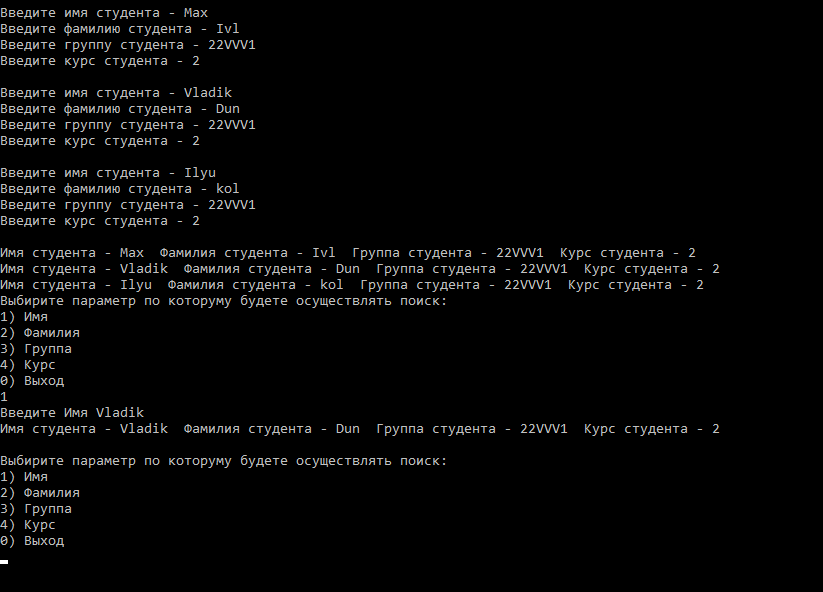 Введите имя студента - Max
Введите фамилию студента - Ivl
Введите группу студента - 22VVV1
Введите курс студента - 2
Введите имя студента - Vladik
Введите фамилию студента - Dun
Введите группу студента - 22VVV1
Введите курс студента - 2
Введите имя студента - Ilyu
Введите фамилию студента - kol
Введите группу студента - 22VVV1
Введите курс студента - 2
Имя студента - Max  Фамилия студента - Ivl  Группа студента - 22VVV1  Курс студента - 2
Имя студента - Vladik  Фамилия студента - Dun  Группа студента - 22VVV1  Курс студента - 2
Имя студента - Ilyu  Фамилия студента - kol  Группа студента - 22VVV1  Курс студента - 2
Выбирите параметр по которуму будете осуществлять поиск:
1) Имя
2) Фамилия
3) Группа
4) Курс
0) Выход
1
Введите Имя Vladik
Имя студента - Vladik  Фамилия студента - Dun  Группа студента - 22VVV1  Курс студента - 2
Выбирите параметр по которуму будете осуществлять поиск:
1) Имя
2) Фамилия
3) Группа
4) Курс
0) Выход